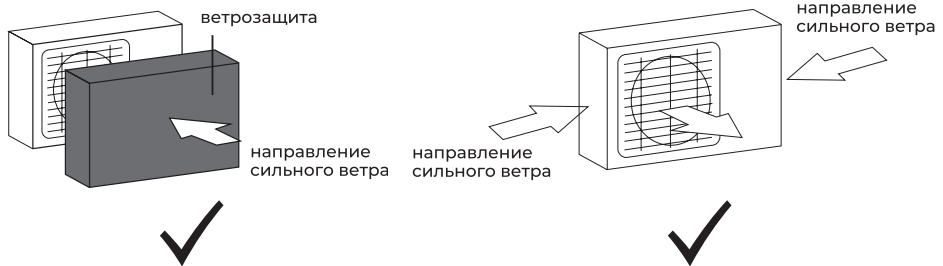 ветрозащита
направление
сильного ветра
направление
сильного ветра
направление
сильного ветра